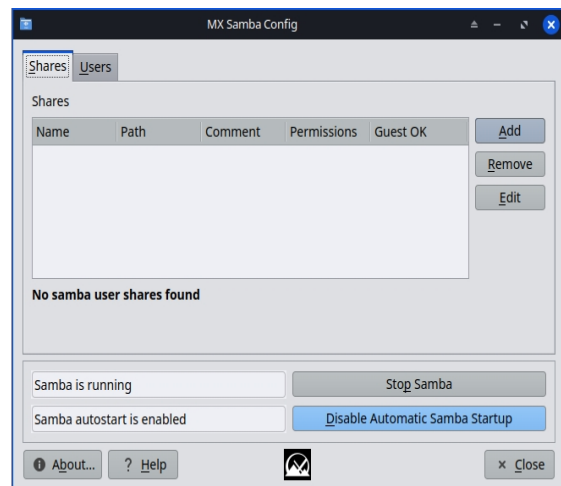 MX Samba Config
Shares Users
Shares
Name Path Comment Permissions Guest OK
Add
Remove
Edit
No samba user shares found
Samba is running Stop Samba
Samba autostart is enabled Disable Automatic Samba Startup
About... ? Help × Close